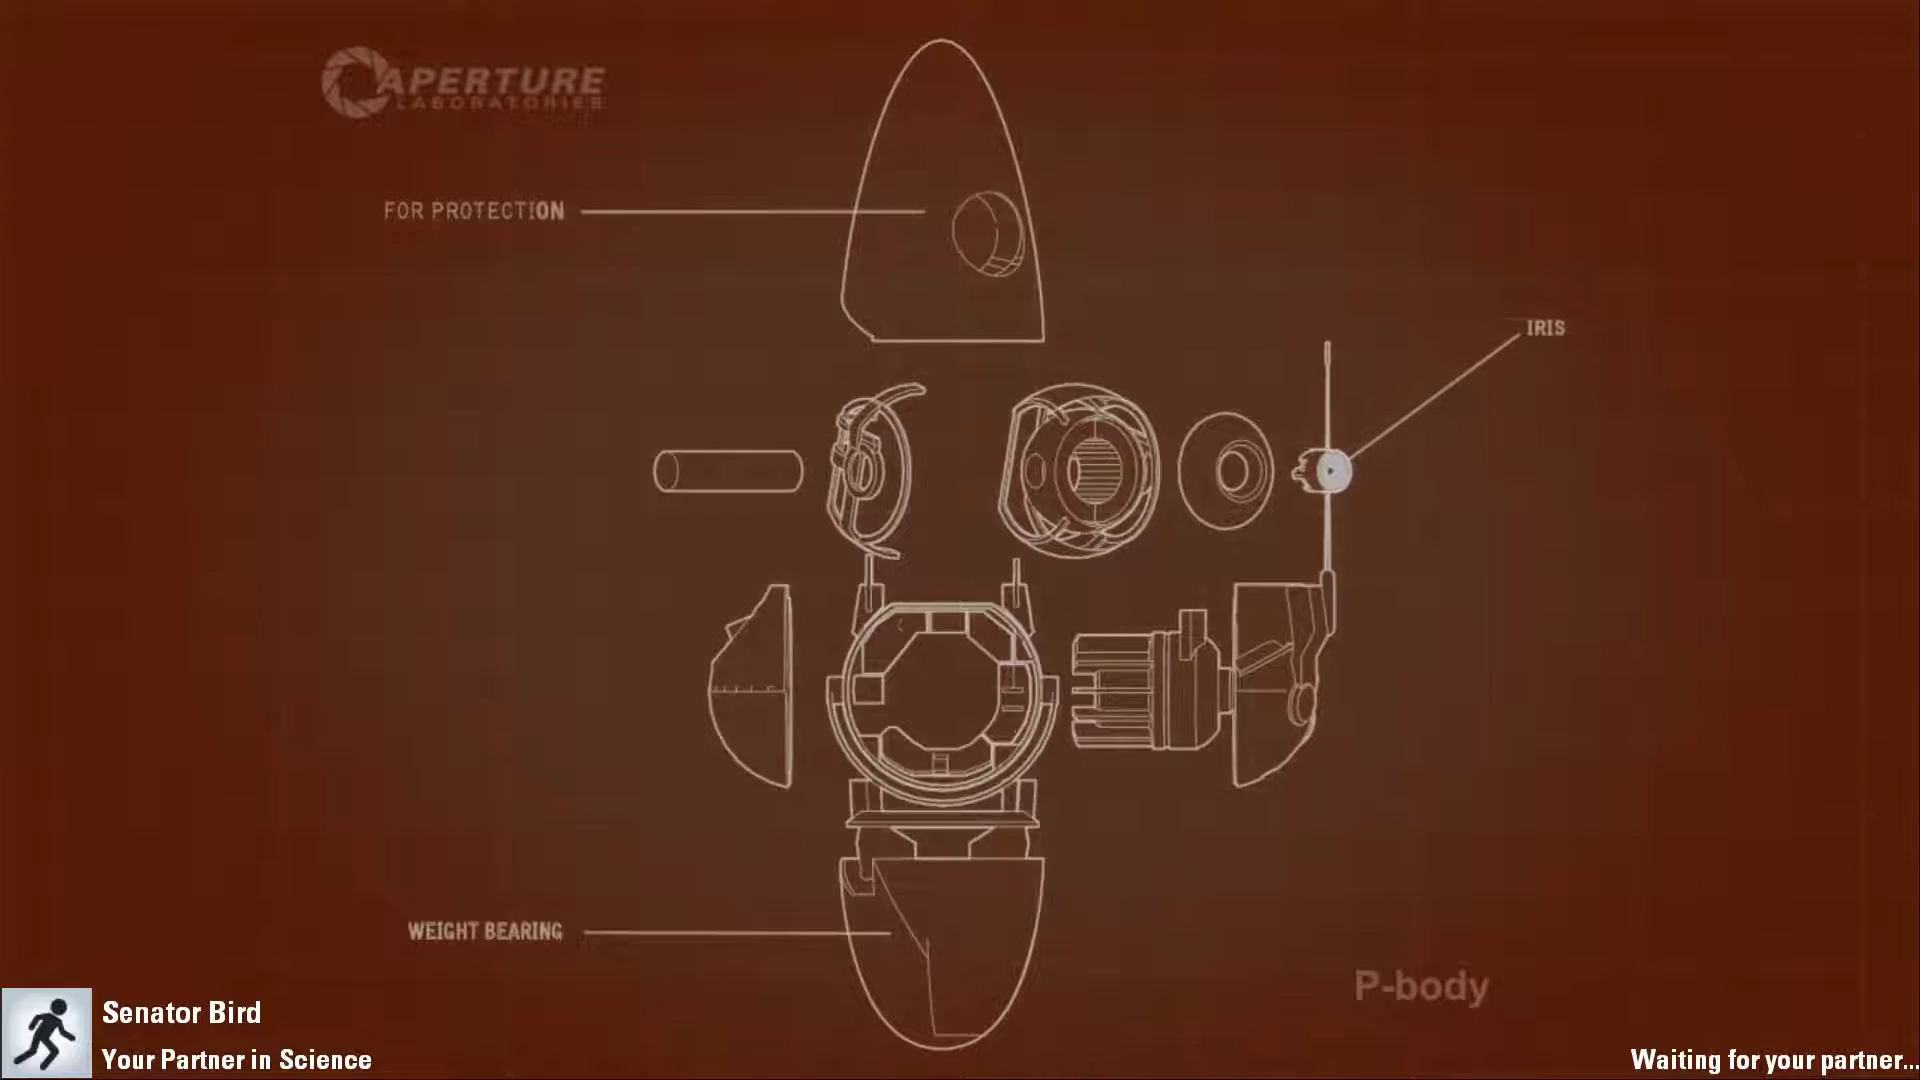 APERTURE
LABORATORIES
FOR PROTECTION
IRIS
WEIGHT BEARING
P-body
Senator Bird
Your Partner in Science
Waiting for your partner...